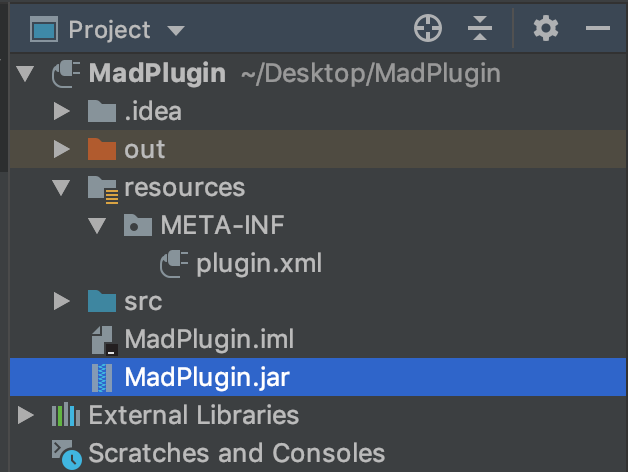 Project
MadPlugin ~/Desktop/MadPlugin
.idea
out
resources
META-INF
plugin.xml
src
MadPlugin.iml
MadPlugin.jar
External Libraries
Scratches and Consoles